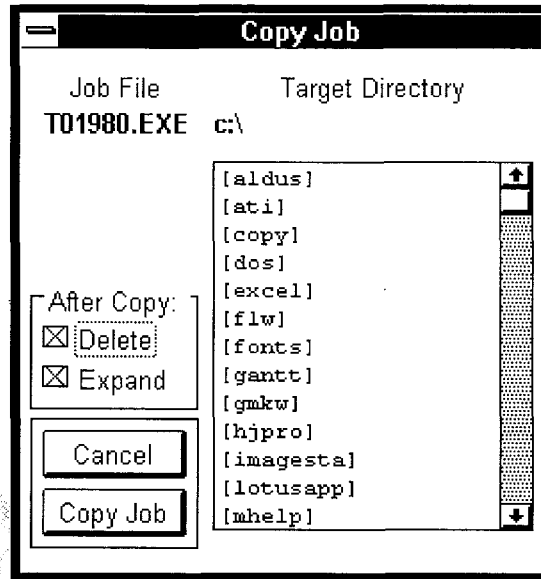 Copy Job
Job File Target Directory
T01980.EXE c:\
[aldus]
[ati]
[copy]
[dos]
[excel]
[flw]
[fonts]
[gantt]
[gmkw]
[hjpro]
[imagesta]
[lotusapp]
[mhelp]
After Copy:
Delete
Expand
Cancel
Copy Job